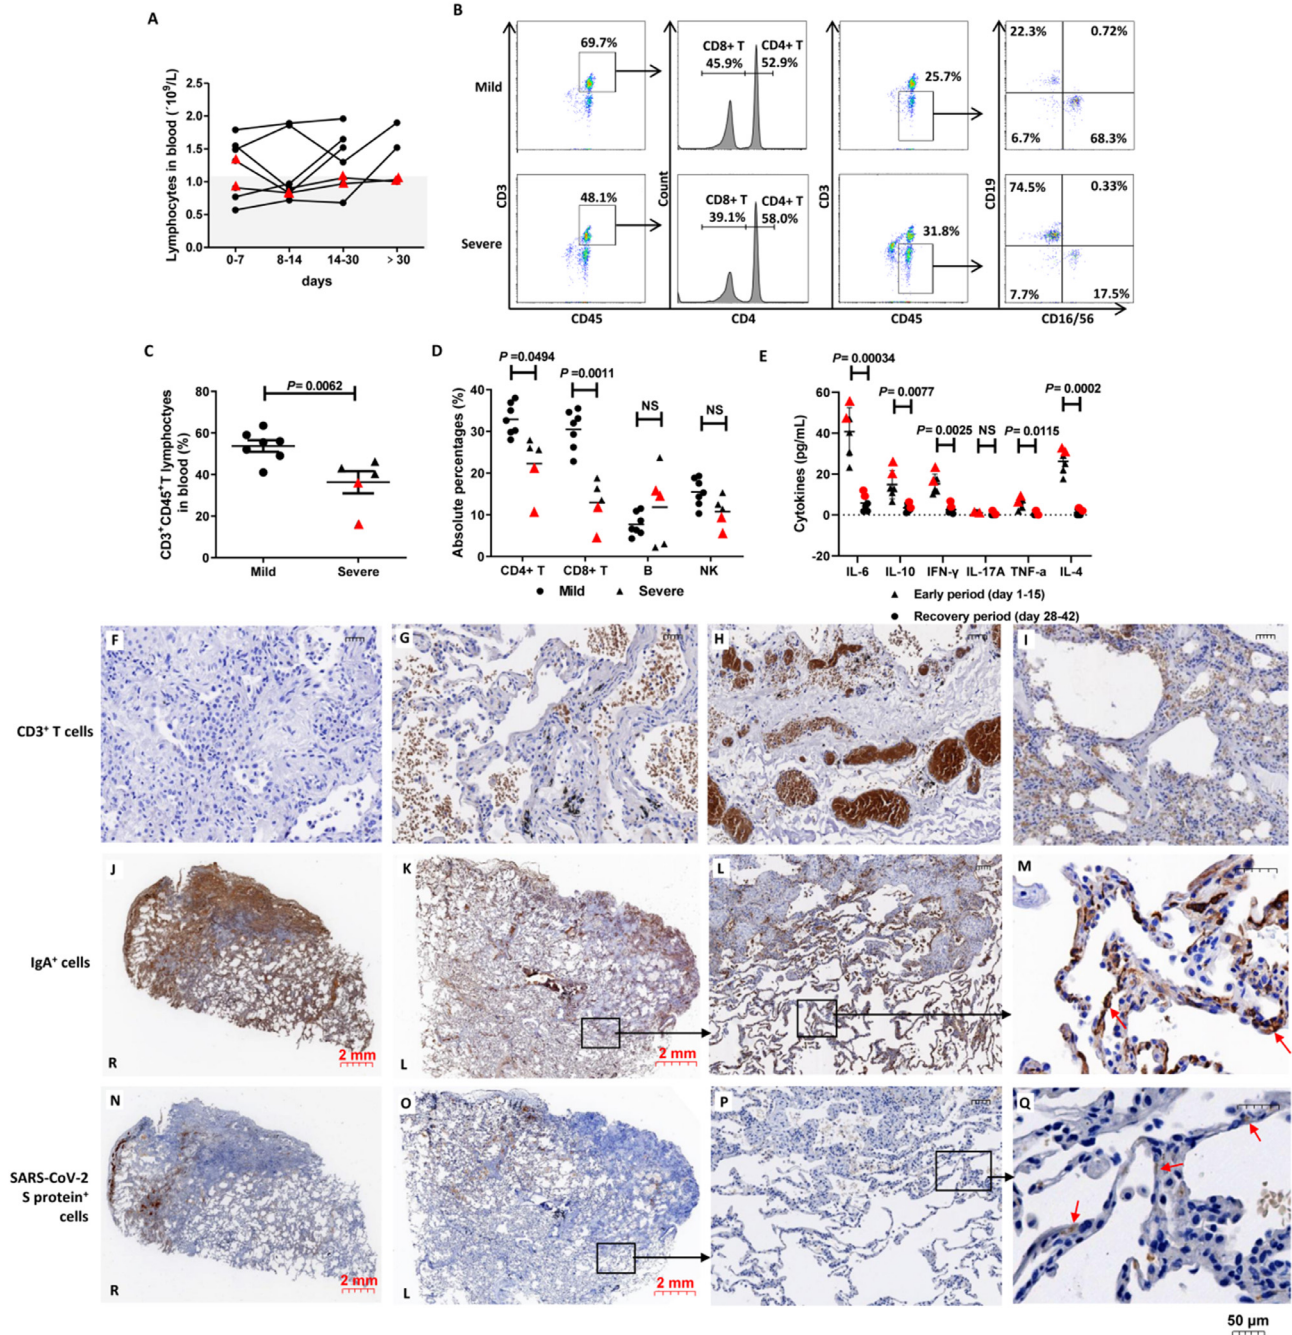 A
Lymphocytes in blood (´10⁹/L)
2.5
2.0
1.5
1.0
0.5
0.0
0-7
8-14
14-30
> 30
days
B
Mild
Severe
69.7%
CD8+ T
CD4+ T
45.9%
52.9%
25.7%
22.3%
0.72%
6.7%
68.3%
48.1%
CD8+ T
CD4+ T
39.1%
58.0%
31.8%
74.5%
0.33%
7.7%
17.5%
CD3
Count
CD3
CD19
CD45
CD4
CD45
CD16/56
C
CD3⁺CD45⁺T lymphoctyes
in blood (%)
80
60
40
20
0
P= 0.0062
Mild
Severe
D
Absolute percentages (%)
40
30
20
10
0
P =0.0494
P =0.0011
NS
NS
CD4+ T
CD8+ T
B
NK
Mild
Severe
E
Cytokines (pg/mL)
60
40
20
0
-20
P = 0.00034
P = 0.0077
P = 0.0025
NS
P = 0.0115
P = 0.0002
IL-6
IL-10
IFN-γ
IL-17A
TNF-a
IL-4
Early period (day 1-15)
Recovery period (day 28-42)
CD3⁺ T cells
F
G
H
I
IgA⁺ cells
J
R
2 mm
K
L
2 mm
L
M
SARS-CoV-2
S protein⁺
cells
N
R
2 mm
O
L
2 mm
P
Q
50 μm